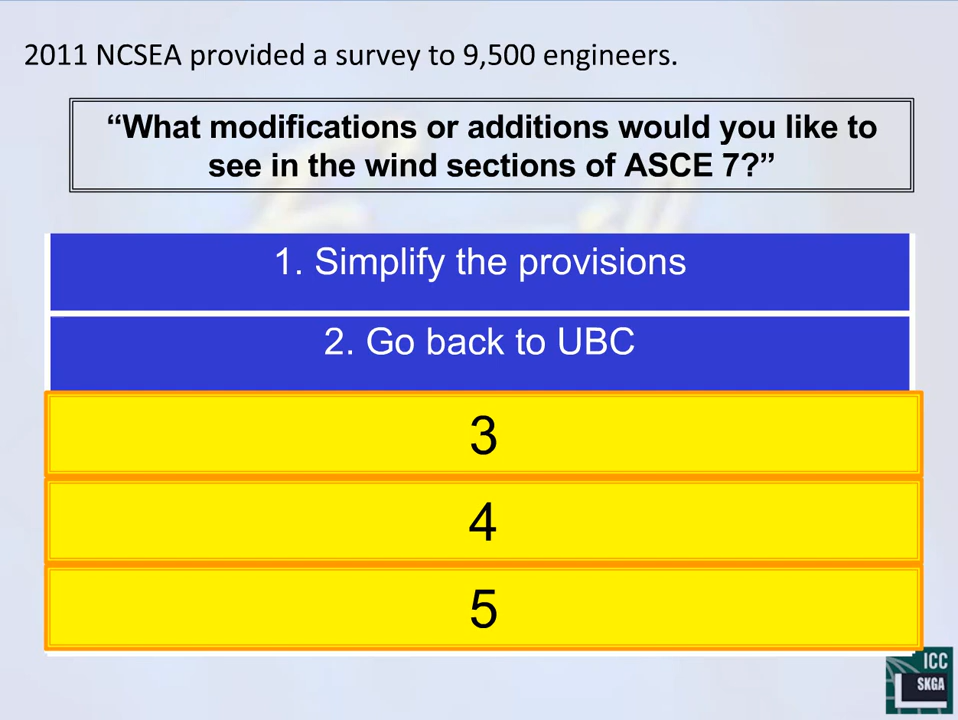 2011 NCSEA provided a survey to 9,500 engineers.
“What modifications or additions would you like to
see in the wind sections of ASCE 7?”
1. Simplify the provisions
2. Go back to UBC
3
4
5
ICC
SKGA